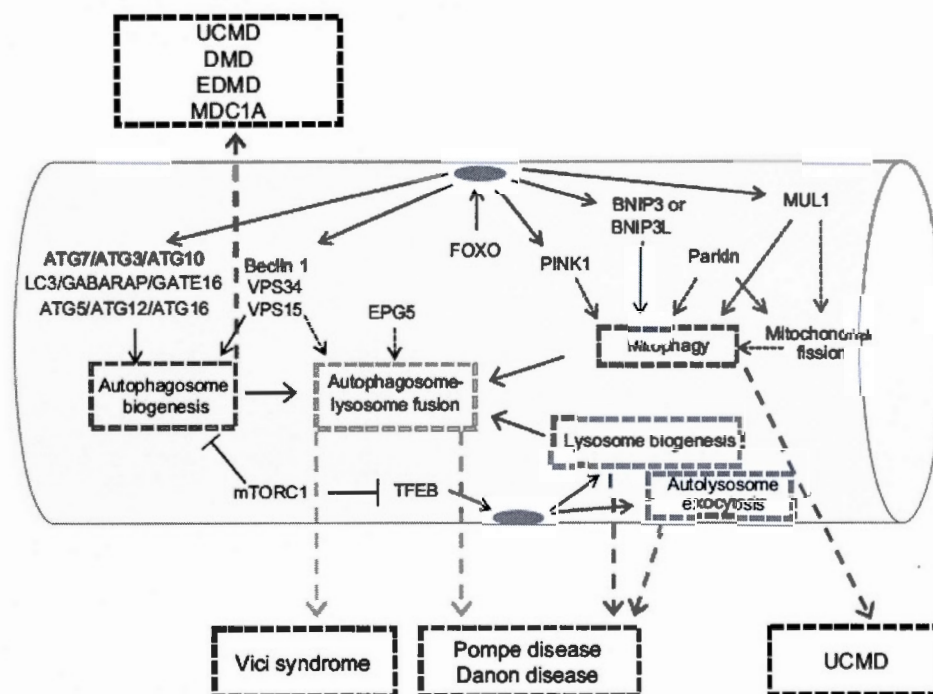 UCMD
DMD
EDMD
MDC1A
ATG7/ATG3/ATG10
LC3/GABARAP/GATE16
ATG5/ATG12/ATG16
Beclin 1
VPS34
VPS15
FOXO
EPG5
PINK1
BNIP3 or
BNIP3L
Parkin
MUL1
Autophagosome
biogenesis
Autophagosome-
lysosome fusion
Mitophagy
fission
Lysosome biogenesis
Autolysosome
exocytosis
mTORC1
TFEB
Vici syndrome
Pompe disease
Danon disease
UCMD